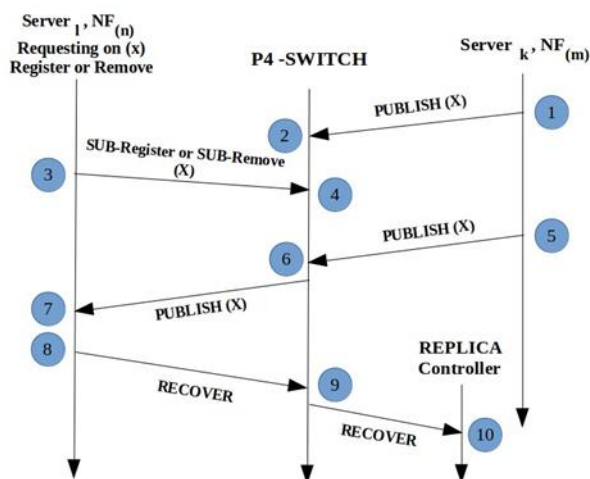 Server l, NF(n)
Requesting on (x)
Register or Remove
P4 -SWITCH
Server k, NF(m)
PUBLISH (X)
1
2
SUB-Register or SUB-Remove
(X)
3
4
PUBLISH (X)
5
6
PUBLISH (X)
7
8
RECOVER
9
REPLICA
Controller
RECOVER
10